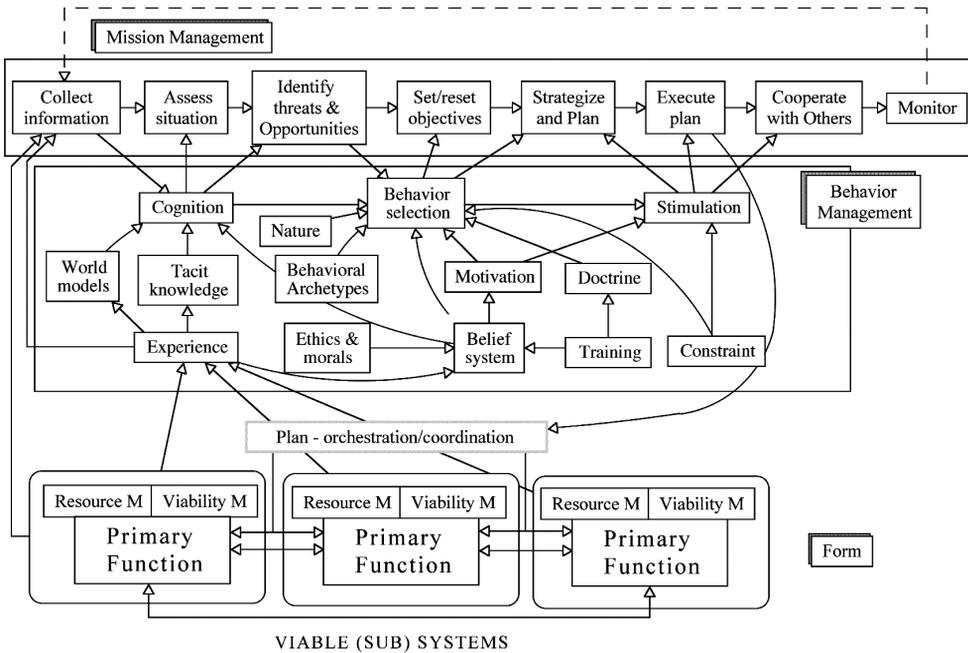 Mission Management
Collect
information
Assess
situation
Identify
threats &
Opportunities
Set/reset
objectives
Strategize
and Plan
Execute
plan
Cooperate
with Others
Monitor
Cognition
Behavior
selection
Stimulation
Behavior
Management
Nature
World
models
Tacit
knowledge
Behavioral
Archetypes
Motivation
Doctrine
Experience
Ethics &
morals
Belief
system
Training
Constraint
Plan - orchestration/coordination
Resource M
Viability M
Primary
Function
Resource M
Viability M
Primary
Function
Resource M
Viability M
Primary
Function
Form
VIABLE (SUB) SYSTEMS